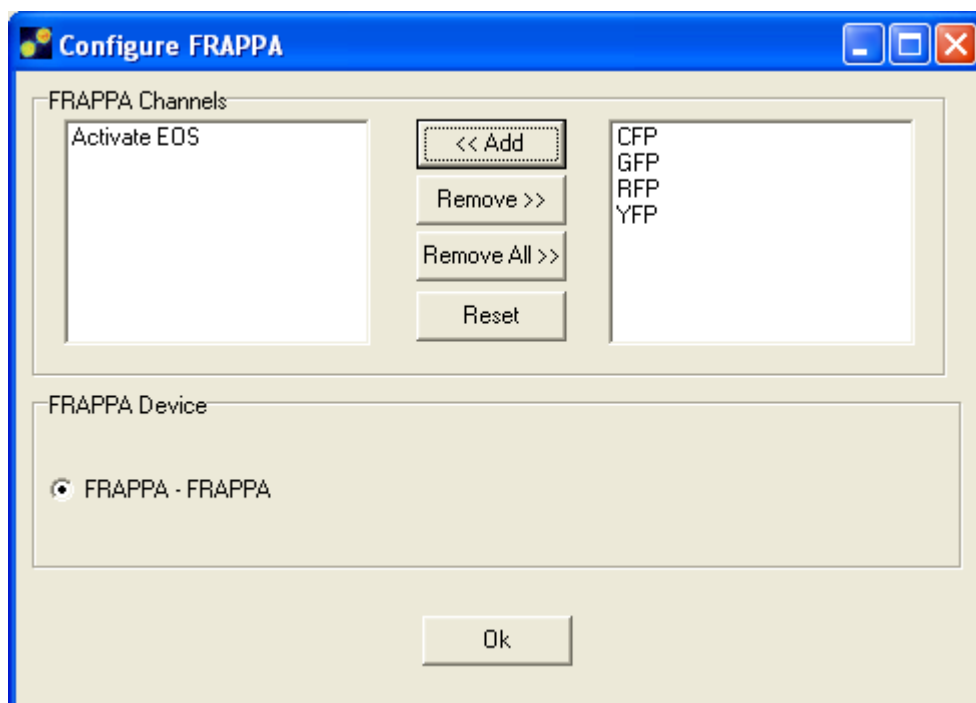 Configure FRAPPA
FRAPPA Channels
Activate EOS
<< Add
Remove >>
Remove All >>
Reset
CFP
GFP
RFP
YFP
FRAPPA Device
FRAPPA - FRAPPA
Ok